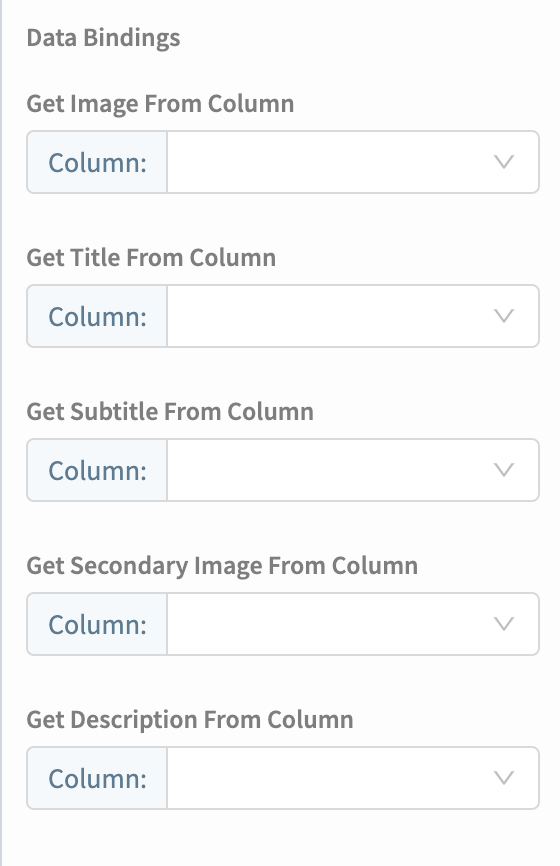 Data Bindings
Get Image From Column
Column:
Get Title From Column
Column:
Get Subtitle From Column
Column:
Get Secondary Image From Column
Column:
Get Description From Column
Column: